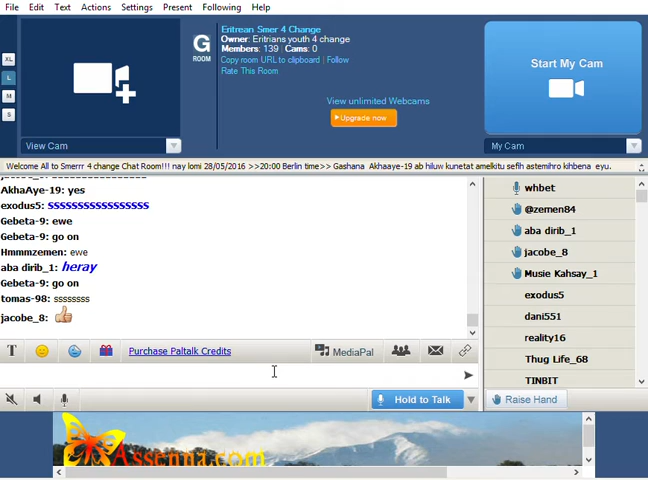 File Edit Text Actions Settings Present Following Help
XL
L
M
S
View Cam
G
ROOM
Eritrean Smer 4 Change
Owner: Eritrians youth 4 change
Members: 139 | Cams: 0
Copy room URL to clipboard | Follow
Rate This Room
View unlimited Webcams
Upgrade now
Start My Cam
My Cam
Welcome All to Smerrr 4 change Chat Room!!! nay lomi 28/05/2016 >>20:00 Berlin time>> Gashana Akhaaye-19 ab hiluw kunetat amelkitu sefih astemihro kihbena eyu.
AkhaAye-19: yes
exodus5: sssssssssssssssss
Gebeta-9: ewe
Gebeta-9: go on
Hmmmzemen: ewe
aba dirib_1: heray
Gebeta-9: go on
tomas-98: ssssssss
jacobe_8:
whbet
@zemen84
aba dirib_1
jacobe_8
Musie Kahsay_1
exodus5
dani551
reality16
Thug Life_68
TINBIT
T
Purchase Paltalk Credits
MediaPal
Hold to Talk
Raise Hand
Assenna.com